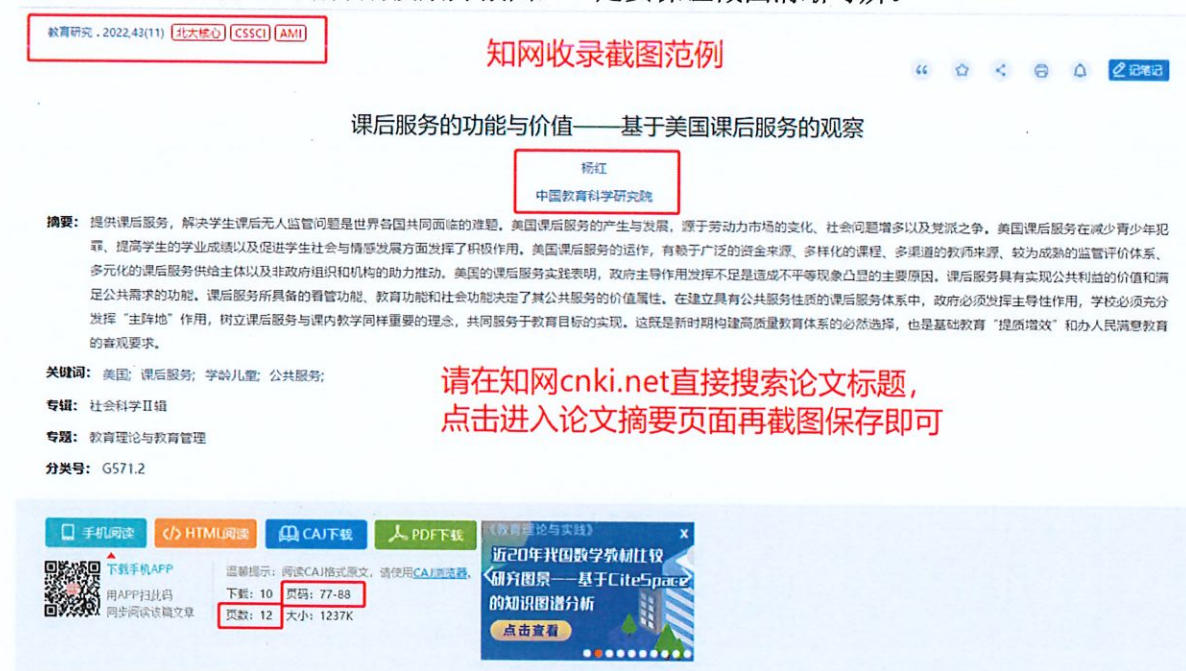 教育研究 . 2022,43(11) 北大核心 CSSCI AMI
知网收录截图范例
记笔记
课后服务的功能与价值——基于美国课后服务的观察
杨红
中国教育科学研究院
摘要： 提供课后服务，解决学生课后无人监管问题是世界各国共同面临的难题。美国课后服务的产生与发展，源于劳动力市场的变化、社会问题增多以及党派之争。美国课后服务在减少青少年犯
罪、提高学生的学业成绩以及促进学生社会与情感发展方面发挥了积极作用。美国课后服务的运作，有赖于广泛的资金来源、多样化的课程、多渠道的教师来源、较为成熟的监管评价体系、
多元化的课后服务供给主体以及非政府组织和机构的助力推动。美国的课后服务实践表明，政府主导作用发挥不足是造成不平等现象凸显的主要原因。课后服务具有实现公共利益的价值和满
足公共需求的功能。课后服务所具备的看管功能、教育功能和社会功能决定了其公共服务的价值属性。在建立具有公共服务性质的课后服务体系中，政府必须发挥主导性作用，学校必须充分
发挥“主阵地”作用，树立课后服务与课内教学同样重要的理念，共同服务于教育目标的实现。这既是新时期构建高质量教育体系的必然选择，也是基础教育“提质增效”和办人民满意教育
的客观要求。
关键词： 美国; 课后服务; 学龄儿童; 公共服务;
请在知网cnki.net直接搜索论文标题，
点击进入论文摘要页面再截图保存即可
专辑： 社会科学Ⅱ辑
专题： 教育理论与教育管理
分类号： G571.2
手机阅读 HTML阅读 CAJ下载 PDF下载
下载手机APP
用APP扫此码
同步阅读该篇文章
温馨提示：阅读CAJ格式原文，请使用CAJ浏览器。
下载：10 页码：77-88
页数：12 大小：1237K
《教育理论与实践》 x
近20年我国数学教材比较
研究图景——基于CiteSpace
的知识图谱分析
点击查看